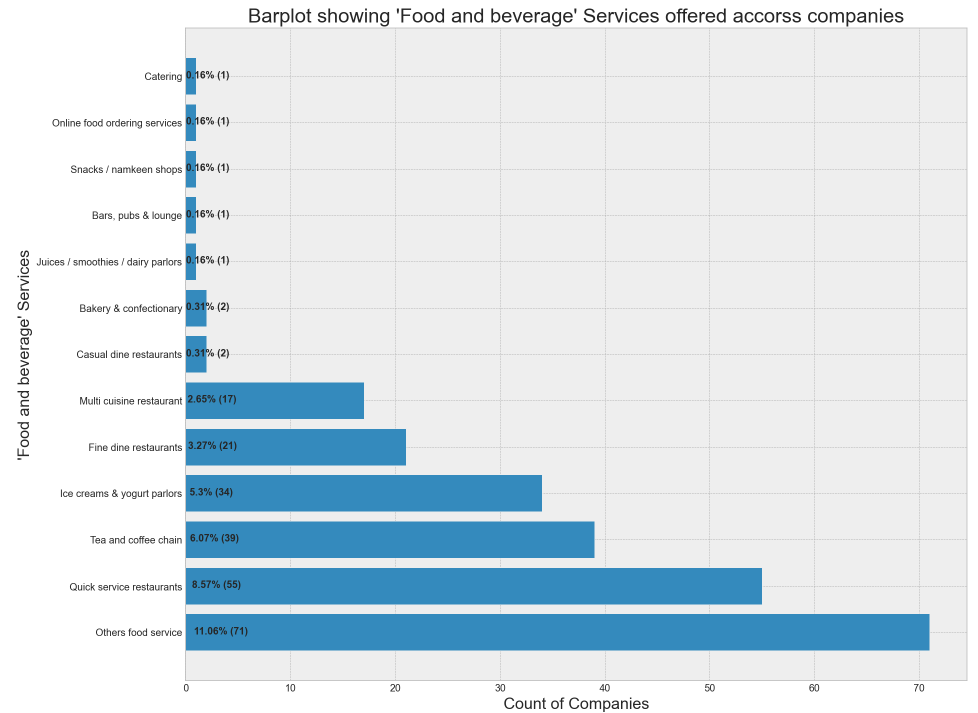 Barplot showing 'Food and beverage' Services offered accorss companies
'Food and beverage' Services
Catering 0.16% (1)
Online food ordering services 0.16% (1)
Snacks / namkeen shops 0.16% (1)
Bars, pubs & lounge 0.16% (1)
Juices / smoothies / dairy parlors 0.16% (1)
Bakery & confectionary 0.31% (2)
Casual dine restaurants 0.31% (2)
Multi cuisine restaurant 2.65% (17)
Fine dine restaurants 3.27% (21)
Ice creams & yogurt parlors 5.3% (34)
Tea and coffee chain 6.07% (39)
Quick service restaurants 8.57% (55)
Others food service 11.06% (71)
0 10 20 30 40 50 60 70
Count of Companies